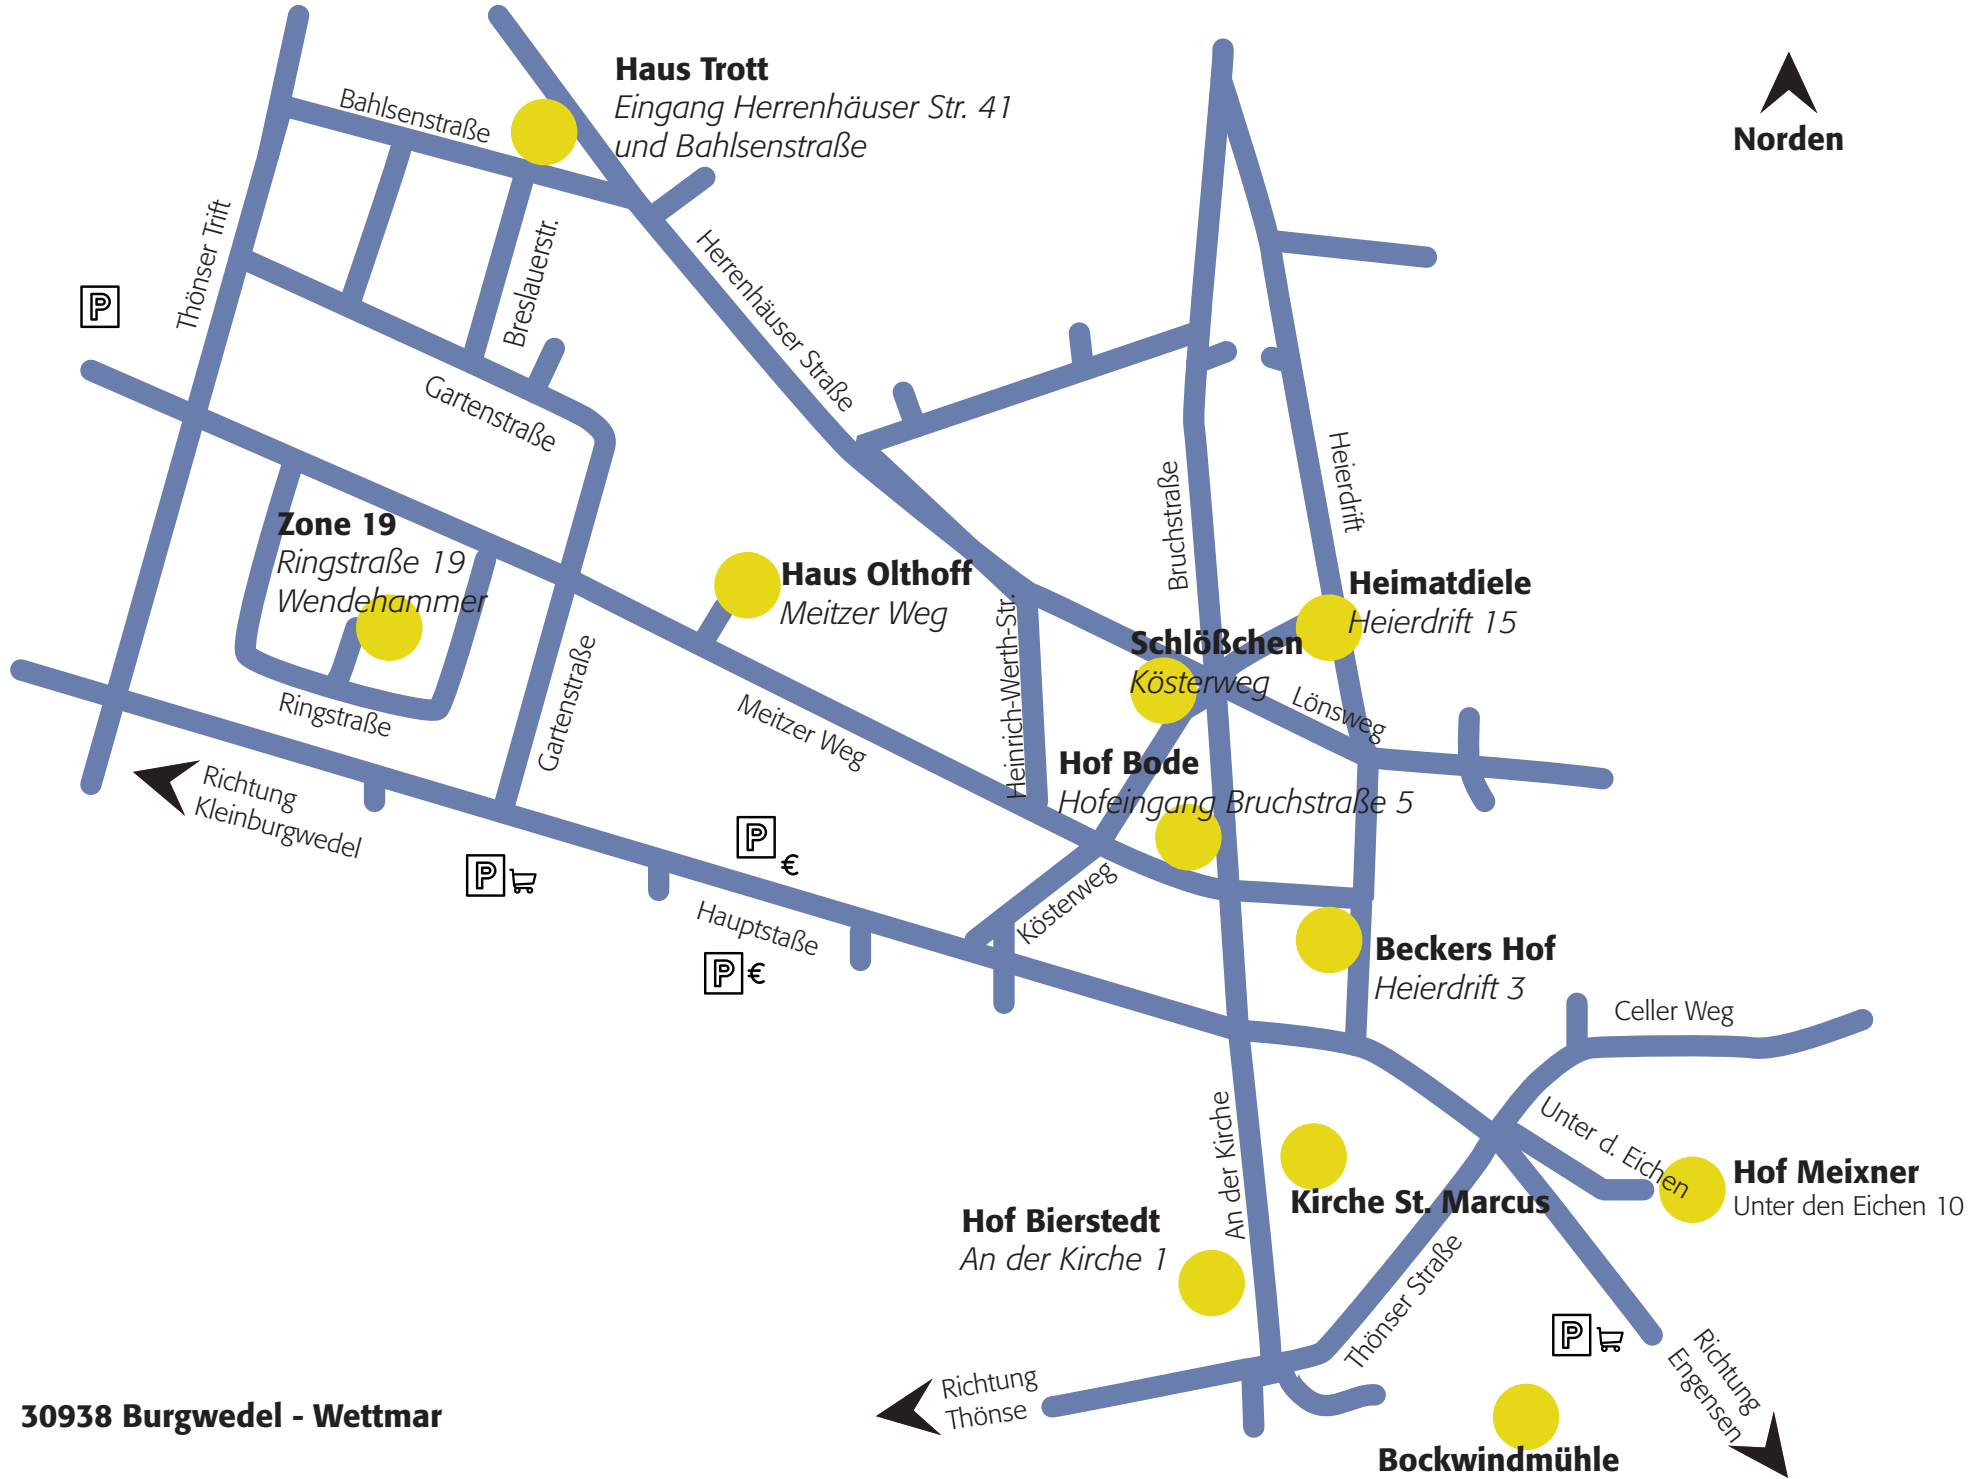 Haus Trott
Eingang Herrenhäuser Str. 41
und Bahlsenstraße
Norden
Bahlsenstraße
Thönser Trift
Breslauerstr.
Herrenhäuser Straße
P
Gartenstraße
Heierdrift
Bruchstraße
Zone 19
Ringstraße 19
Wendehammer
Haus Olthoff
Meitzer Weg
Heimatdiele
Heierdrift 15
Schlößchen
Kösterweg
Heinrich-Werth-Str.
Gartenstraße
Ringstraße
Meitzer Weg
Lönsweg
Hof Bode
Hofeingang Bruchstraße 5
Richtung
Kleinburgwedel
P €
P
Kösterweg
Hauptstaße
P €
Beckers Hof
Heierdrift 3
Celler Weg
Unter d. Eichen
An der Kirche
Hof Meixner
Unter den Eichen 10
Kirche St. Marcus
Hof Bierstedt
An der Kirche 1
Thönser Straße
P
Richtung
Engensen
Richtung
Thönse
30938 Burgwedel - Wettmar
Bockwindmühle